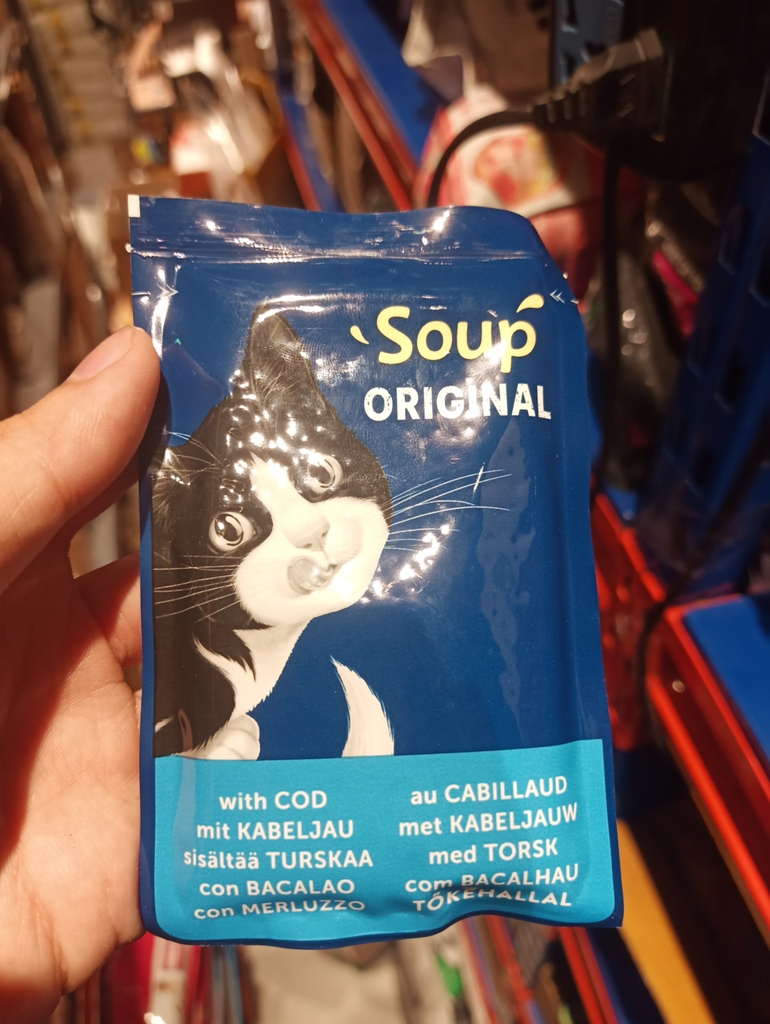 Soup
ORIGINAL
with COD
mit KABELJAU
sisältää TURSKAA
con BACALAO
con MERLUZZO
au CABILLAUD
met KABELJAUW
med TORSK
com BACALHAU
TŐKEHALLAL